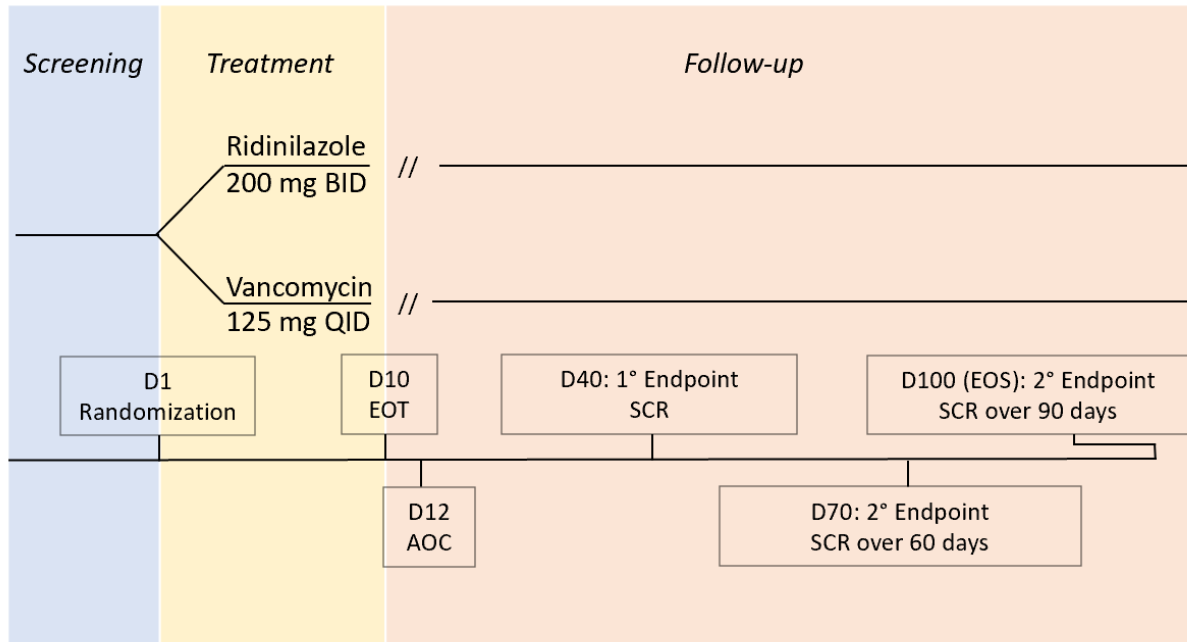 Screening
Treatment
Follow-up
Ridinilazole
200 mg BID
//
Vancomycin
125 mg QID
//
D1
Randomization
D10
EOT
D40: 1° Endpoint
SCR
D100 (EOS): 2° Endpoint
SCR over 90 days
D12
AOC
D70: 2° Endpoint
SCR over 60 days